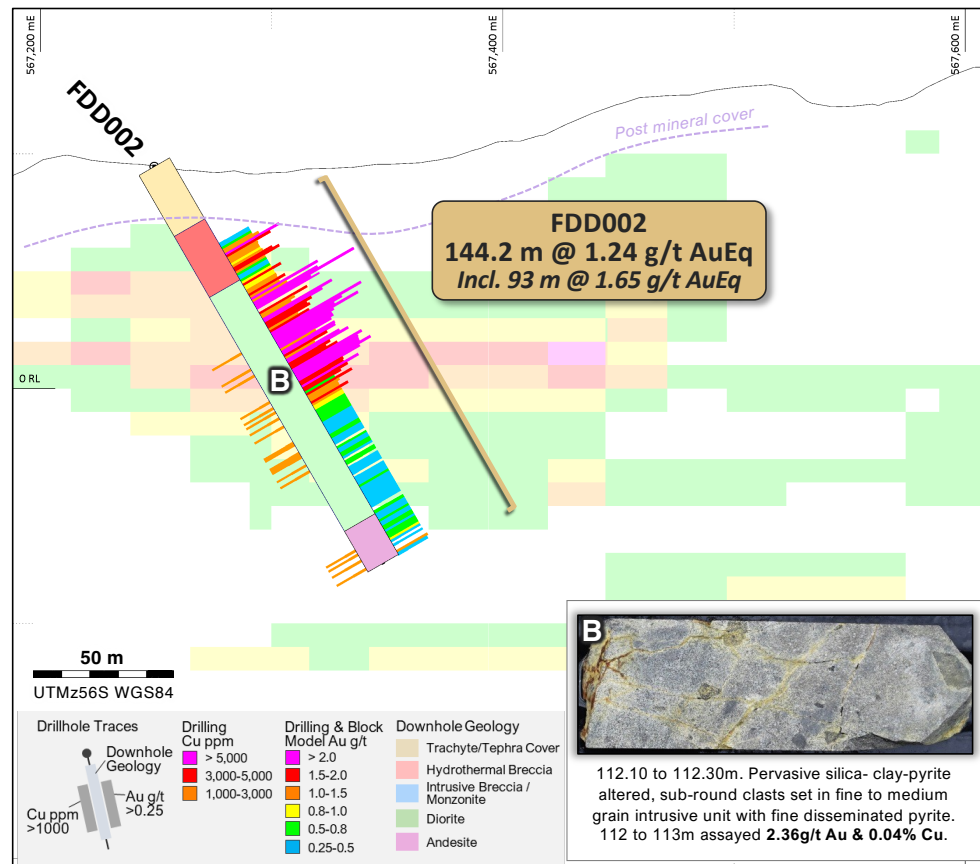 567,200 mE
567,400 mE
567,600 mE
FDD002
Post mineral cover
FDD002
144.2 m @ 1.24 g/t AuEq
Incl. 93 m @ 1.65 g/t AuEq
B
0 RL
50 m
UTMz56S WGS84
Drillhole Traces
Downhole
Geology
Cu ppm
>1000
Au g/t
>0.25
Drilling
Cu ppm
> 5,000
3,000-5,000
1,000-3,000
Drilling & Block
Model Au g/t
> 2.0
1.5-2.0
1.0-1.5
0.8-1.0
0.5-0.8
0.25-0.5
Downhole Geology
Trachyte/Tephra Cover
Hydrothermal Breccia
Intrusive Breccia /
Monzonite
Diorite
Andesite
B
112.10 to 112.30m. Pervasive silica- clay-pyrite
altered, sub-round clasts set in fine to medium
grain intrusive unit with fine disseminated pyrite.
112 to 113m assayed 2.36g/t Au & 0.04% Cu.